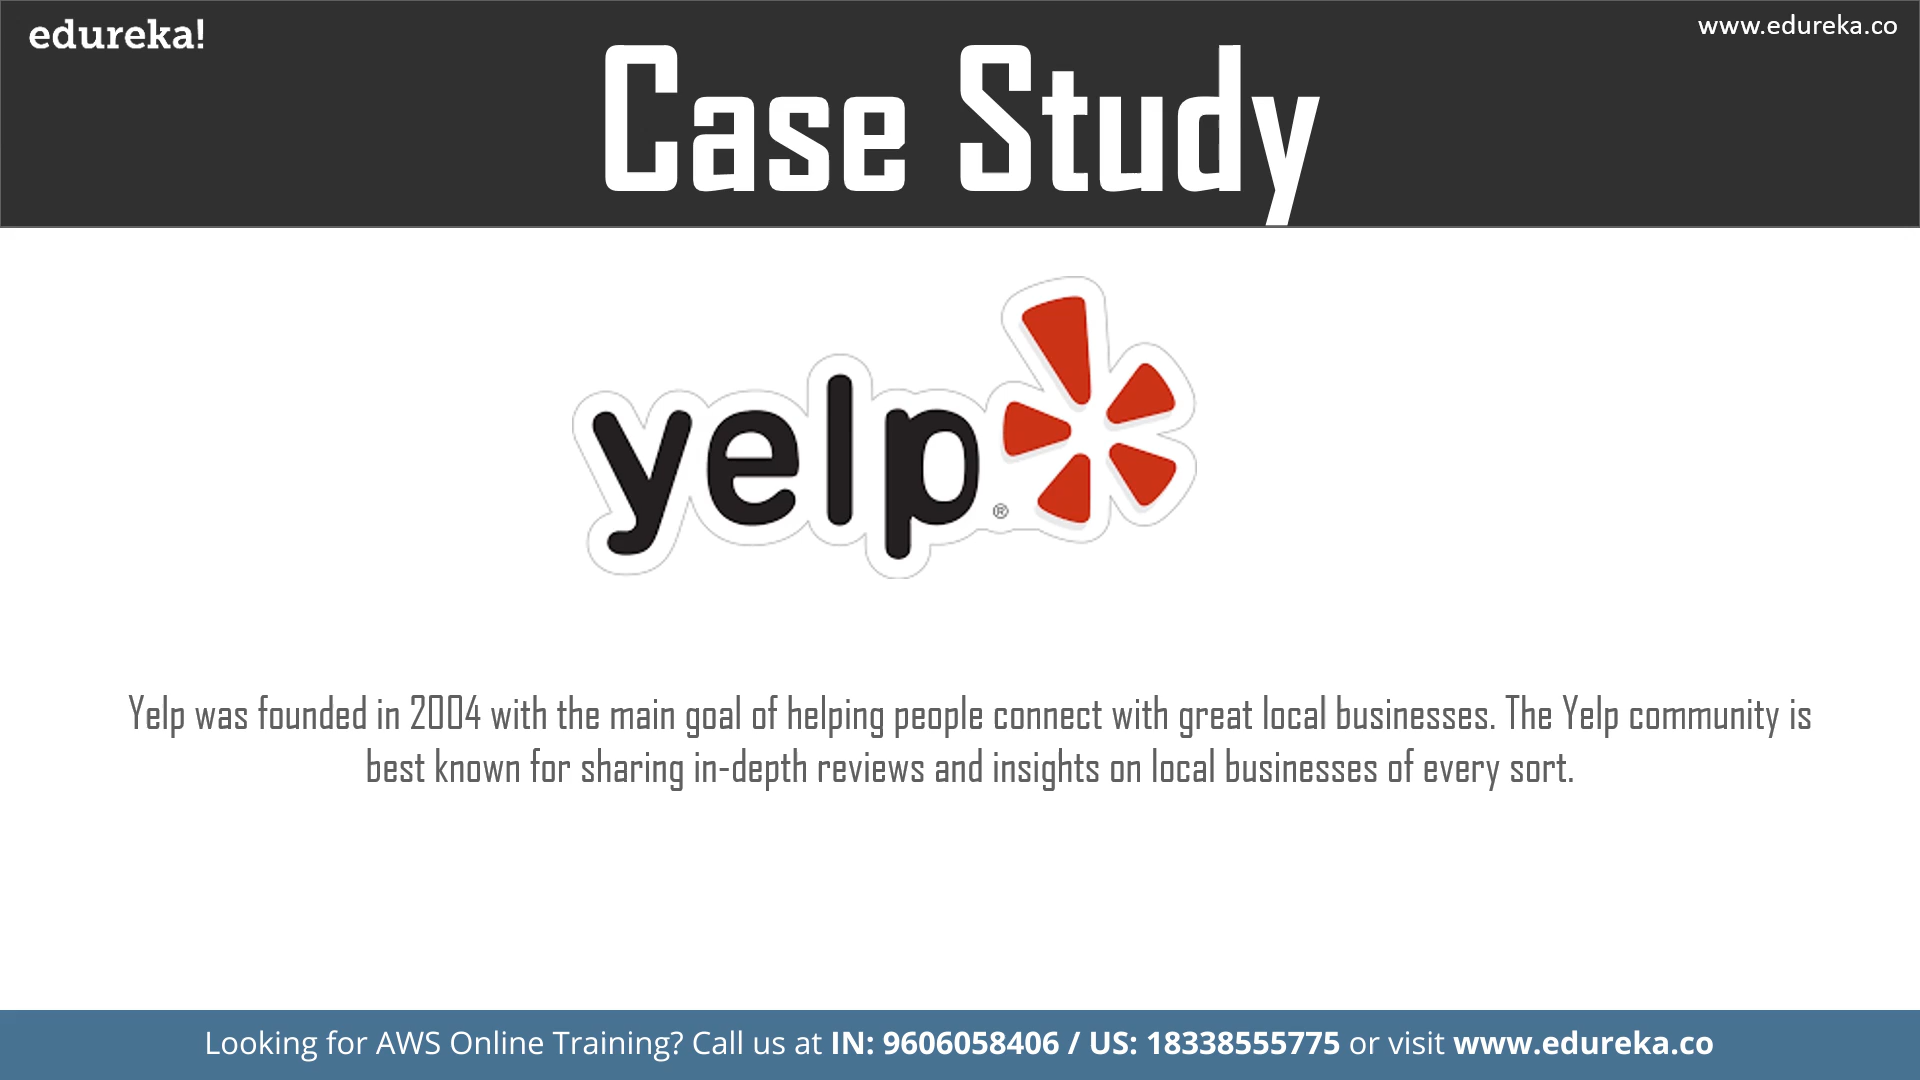 edureka!
www.edureka.co
Case Study
yelp®
Yelp was founded in 2004 with the main goal of helping people connect with great local businesses. The Yelp community is
best known for sharing in-depth reviews and insights on local businesses of every sort.
Looking for AWS Online Training? Call us at IN: 9606058406 / US: 18338555775 or visit www.edureka.co